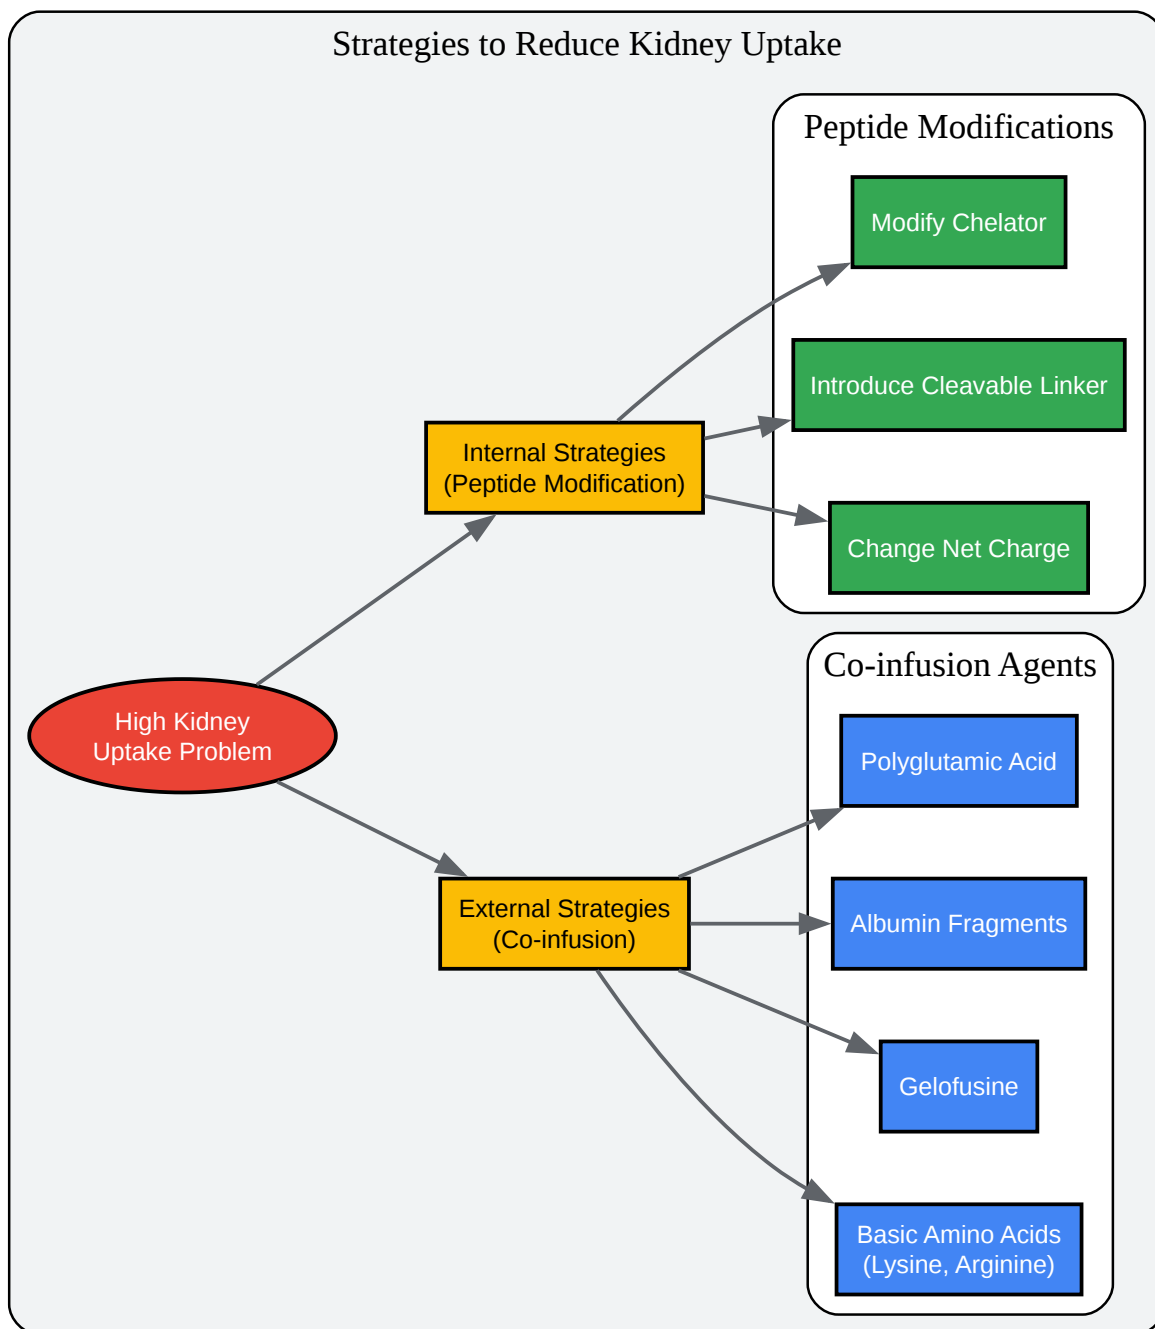 Strategies to Reduce Kidney Uptake
Peptide Modifications
Modify Chelator
Introduce Cleavable Linker
Change Net Charge
Internal Strategies
(Peptide Modification)
High Kidney
Uptake Problem
External Strategies
(Co-infusion)
Co-infusion Agents
Polyglutamic Acid
Albumin Fragments
Gelofusine
Basic Amino Acids
(Lysine, Arginine)